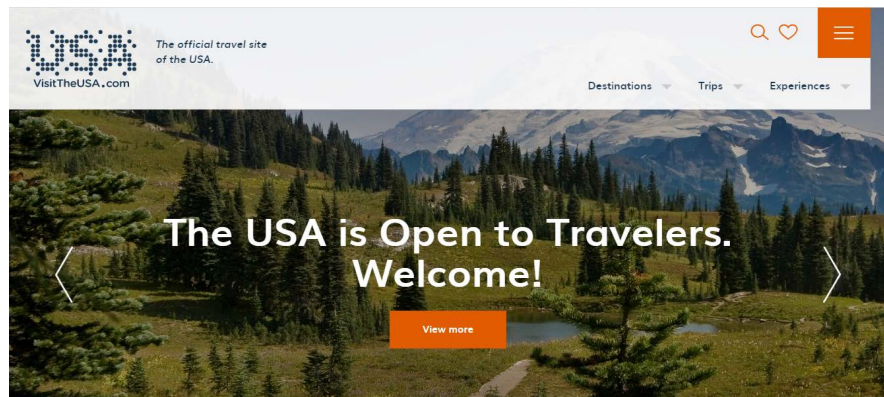 USA
VisitTheUSA.com
The official travel site
of the USA.
Destinations
Trips
Experiences
The USA is Open to Travelers.
Welcome!
View more